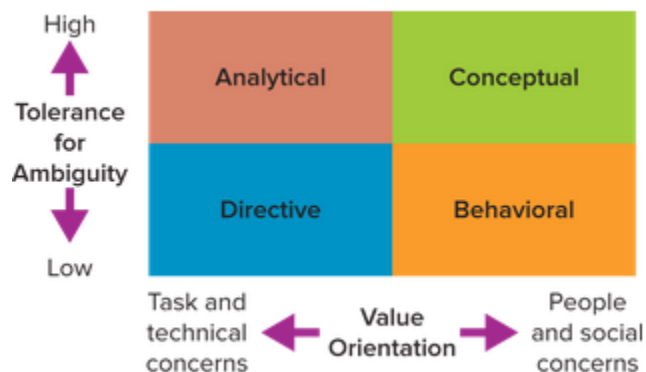 High
Analytical
Conceptual
Tolerance
for
Ambiguity
Directive
Behavioral
Low
Task and
technical
concerns
Value
Orientation
People
and social
concerns